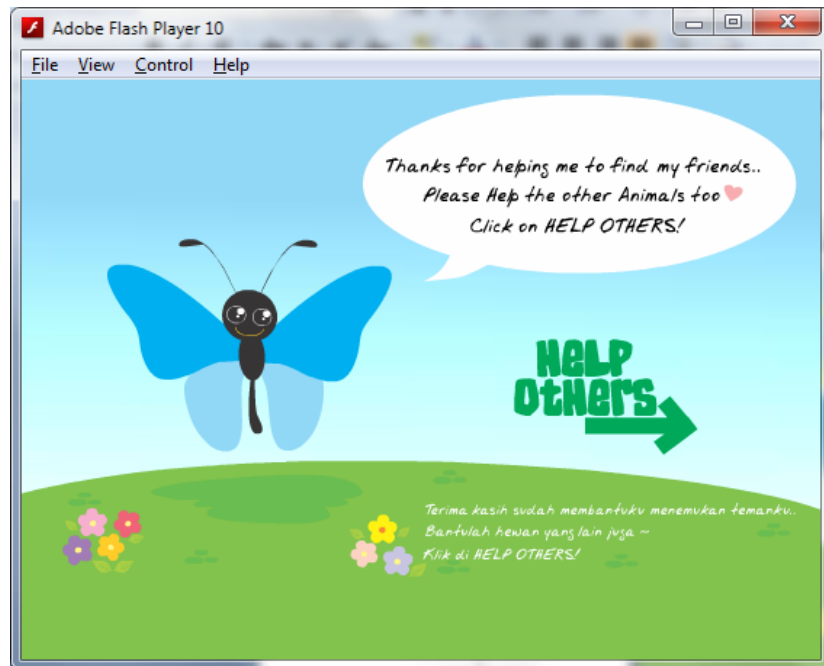 Adobe Flash Player 10
File View Control Help
Thanks for helping me to find my friends..
Please Help the other Animals too
Click on HELP OTHERS!
HELP
OtHers
Terima kasih sudah membantuku menemukan temanku..
Bantulah hewan yang lain juga ~
Klik di HELP OTHERS!